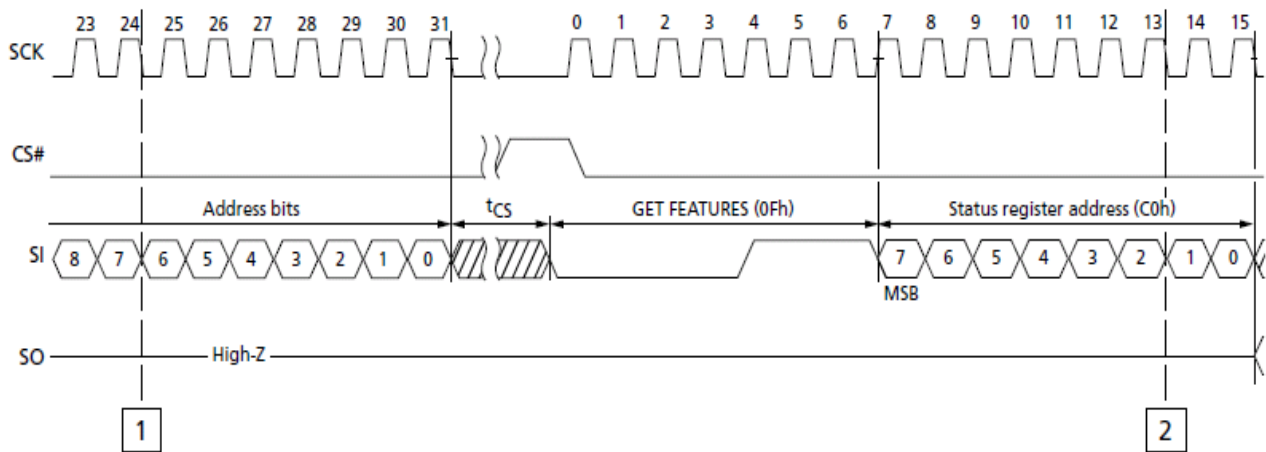 23 24 25 26 27 28 29 30 31 0 1 2 3 4 5 6 7 8 9 10 11 12 13 14 15
SCK
CS#
Address bits tCS GET FEATURES (0Fh) Status register address (C0h)
SI 8 7 6 5 4 3 2 1 0 7 6 5 4 3 2 1 0
MSB
SO High-Z
1 2